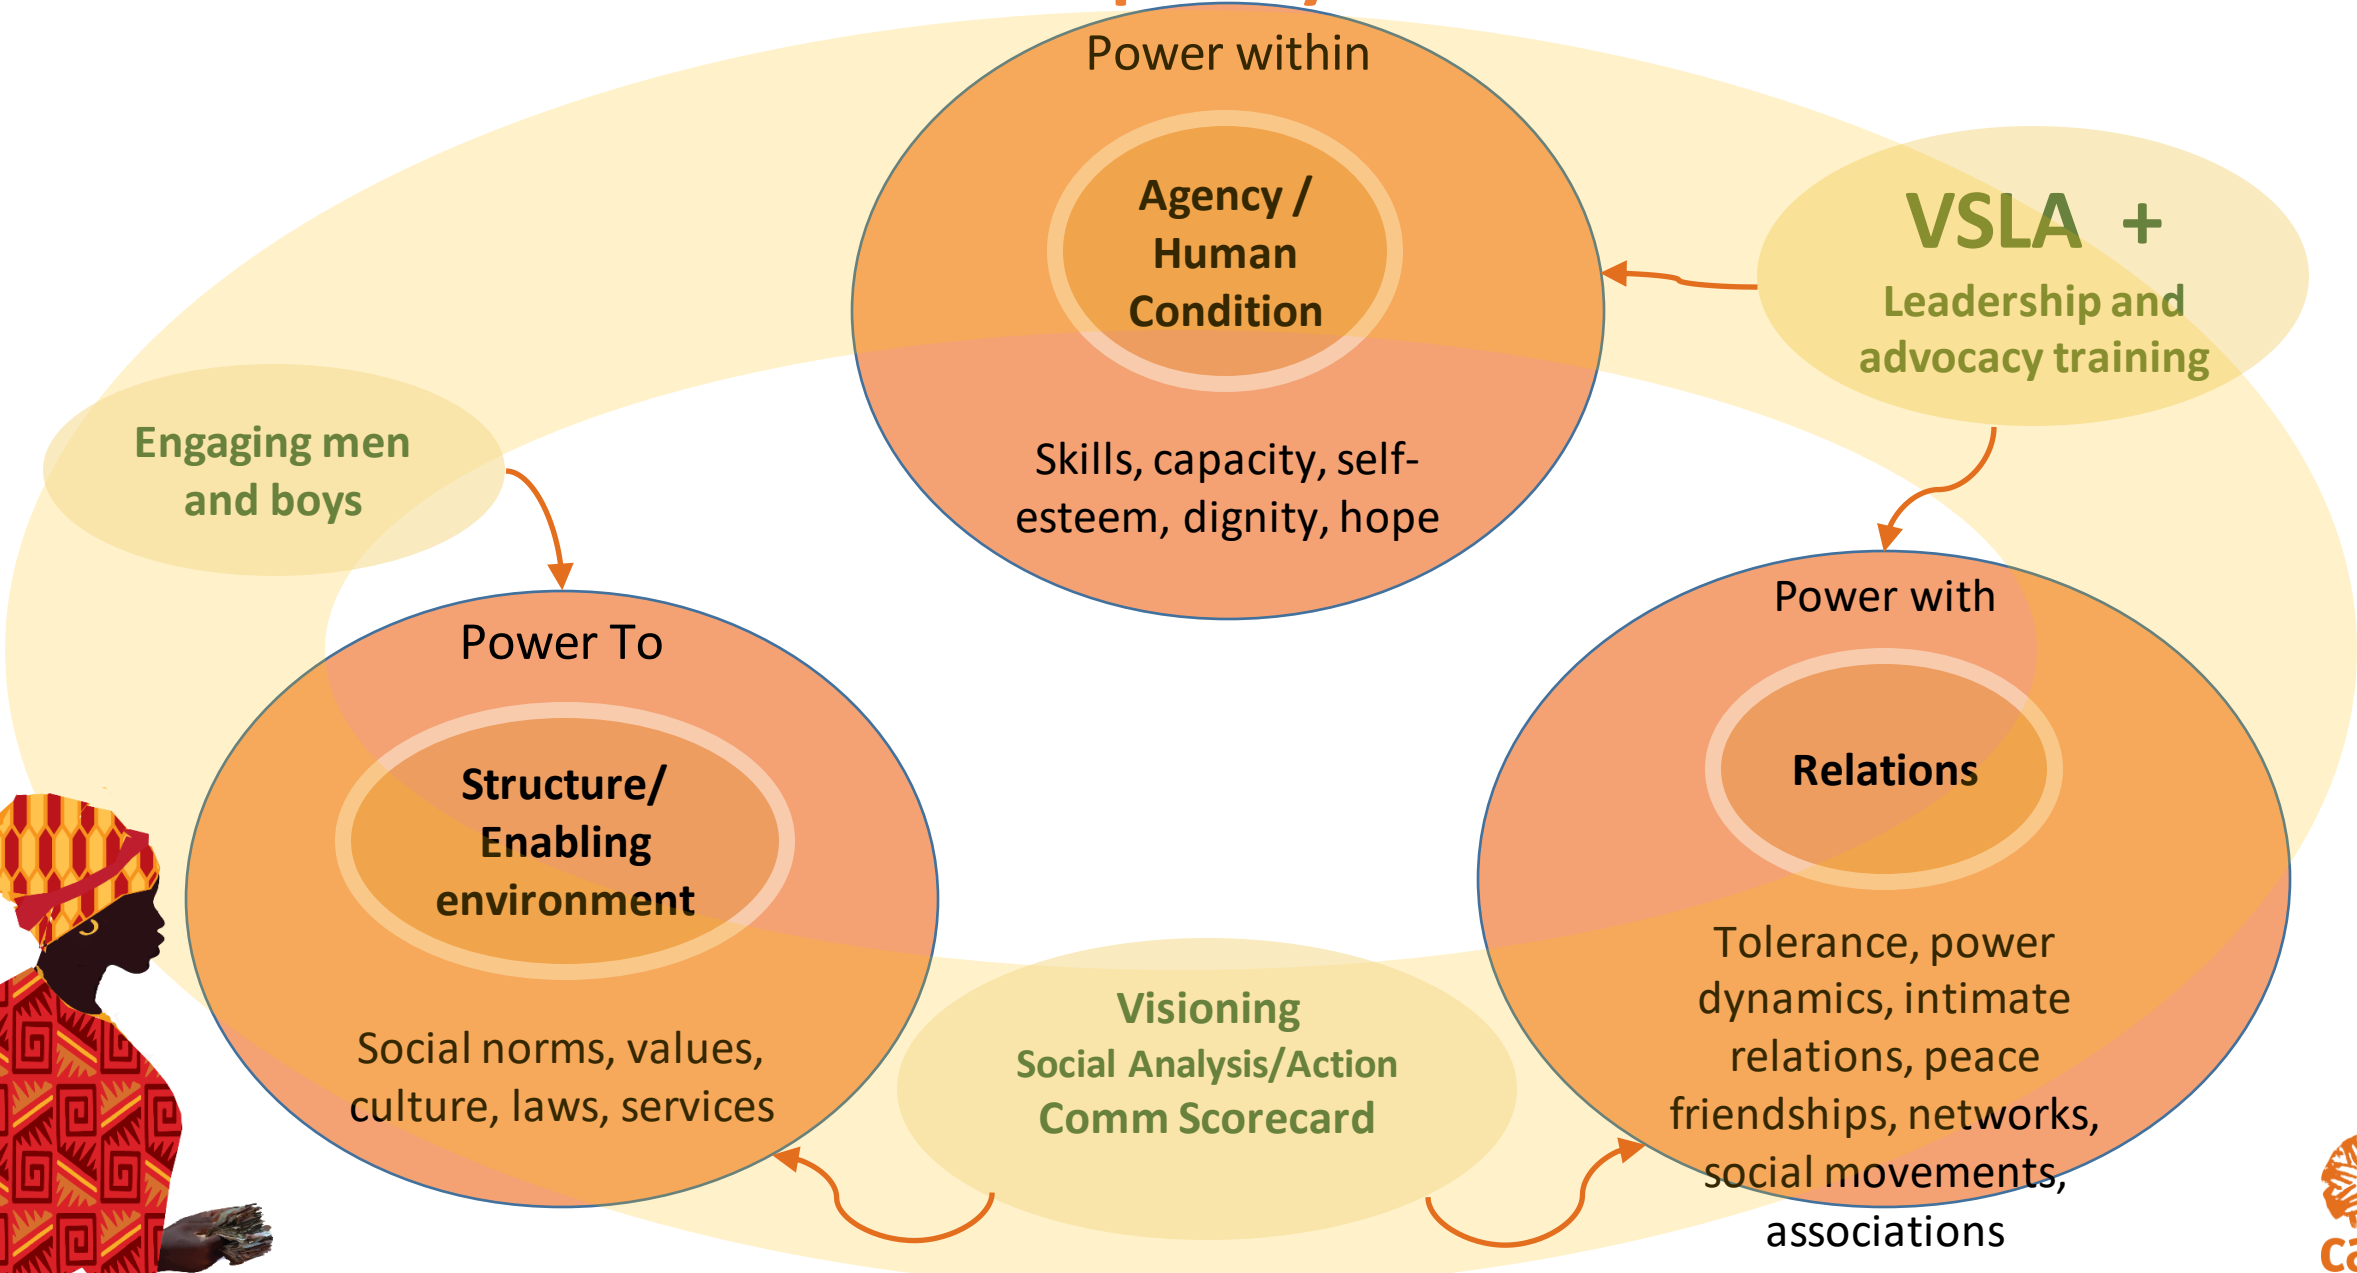 Power within
Agency /
Human
Condition
Skills, capacity, self-
esteem, dignity, hope
VSLA +
Leadership and
advocacy training
Engaging men
and boys
Power To
Structure/
Enabling
environment
Social norms, values,
culture, laws, services
Power with
Relations
Tolerance, power
dynamics, intimate
relations, peace
friendships, networks,
social movements,
associations
Visioning
Social Analysis/Action
Comm Scorecard